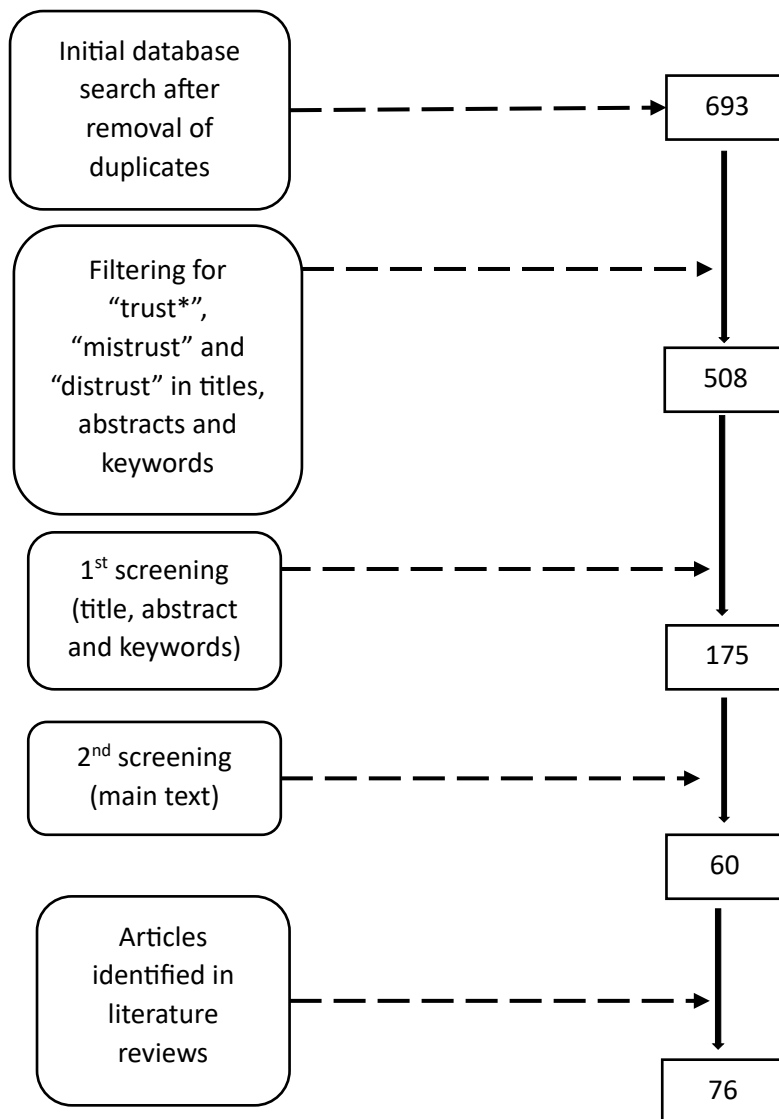 Initial database
search after
removal of
duplicates
693
Filtering for
“trust*”,
“mistrust” and
“distrust” in titles,
abstracts and
keywords
508
1st screening
(title, abstract
and keywords)
175
2nd screening
(main text)
60
Articles
identified in
literature
reviews
76